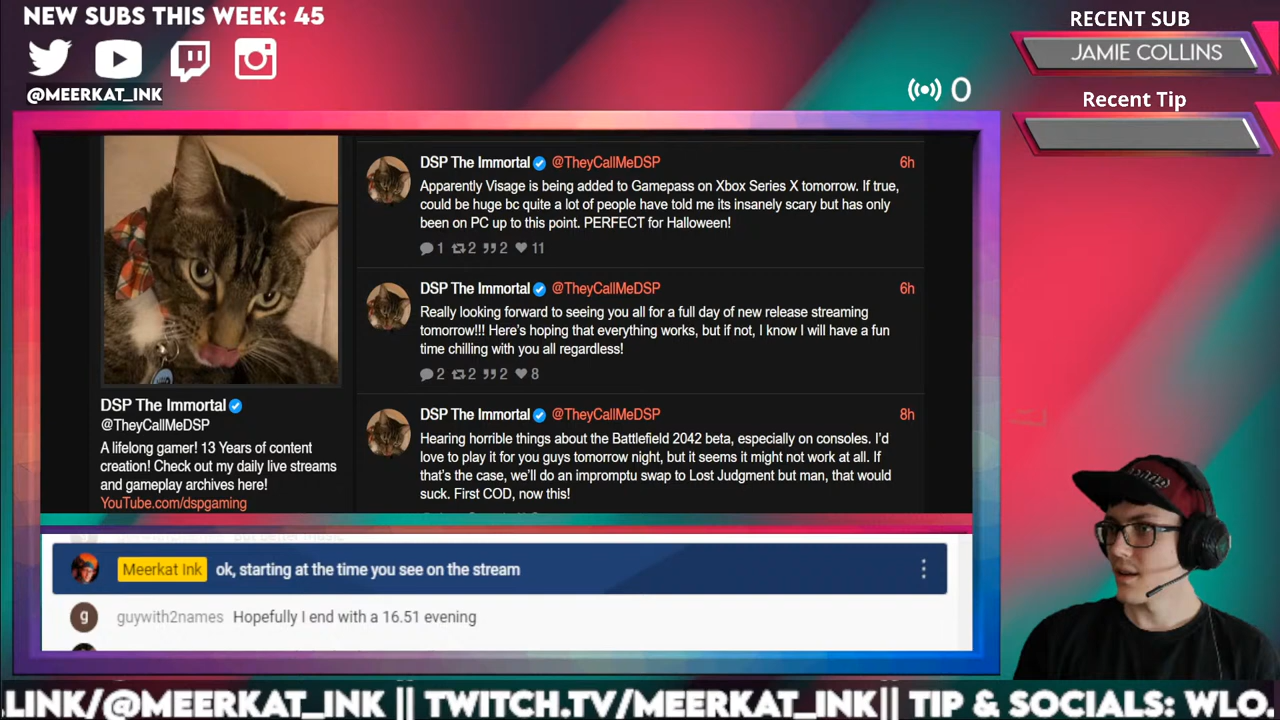 NEW SUBS THIS WEEK: 45
@MEERKAT_INK
0
RECENT SUB
JAMIE COLLINS
Recent Tip
DSP The Immortal
@TheyCallMeDSP
A lifelong gamer! 13 Years of content
creation! Check out my daily live streams
and gameplay archives here!
YouTube.com/dspgaming
DSP The Immortal @TheyCallMeDSP 6h
Apparently Visage is being added to Gamepass on Xbox Series X tomorrow. If true,
could be huge bc quite a lot of people have told me its insanely scary but has only
been on PC up to this point. PERFECT for Halloween!
1 2 2 11
DSP The Immortal @TheyCallMeDSP 6h
Really looking forward to seeing you all for a full day of new release streaming
tomorrow!!! Here's hoping that everything works, but if not, I know I will have a fun
time chilling with you all regardless!
2 2 2 8
DSP The Immortal @TheyCallMeDSP 8h
Hearing horrible things about the Battlefield 2042 beta, especially on consoles. I'd
love to play it for you guys tomorrow night, but it seems it might not work at all. If
that's the case, we'll do an impromptu swap to Lost Judgment but man, that would
suck. First COD, now this!
Meerkat Ink ok, starting at the time you see on the stream
g guywith2names Hopefully I end with a 16.51 evening
.LINK/@MEERKAT_INK || TWITCH.TV/MEERKAT_INK|| TIP & SOCIALS: WLO.